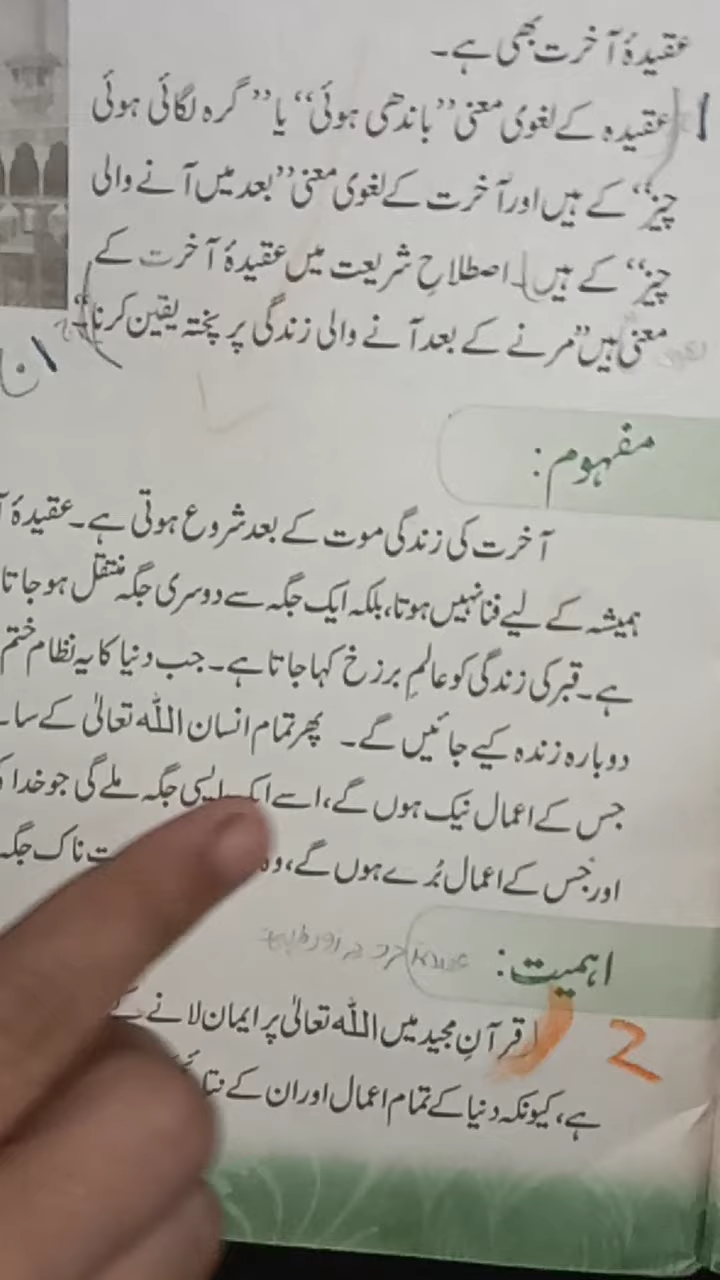 عقیدۂ آخرت بھی ہے۔
1
عقیدہ کے لغوی معنی ”باندھی ہوئی“ یا ”گرہ لگائی ہوئی
چیز“ کے ہیں اور آخرت کے لغوی معنی ”بعد میں آنے والی
چیز“ کے ہیں۔ اصطلاحِ شریعت میں عقیدۂ آخرت کے
معنی ہیں ”مرنے کے بعد آنے والی زندگی پر پختہ یقین کرنا“
مفہوم:
آخرت کی زندگی موت کے بعد شروع ہوتی ہے۔ عقیدۂ
ہمیشہ کے لیے فنا نہیں ہوتا، بلکہ ایک جگہ سے دوسری جگہ منتقل ہو جاتا
ہے۔ قبر کی زندگی کو عالمِ برزخ کہا جاتا ہے۔ جب دنیا کا یہ نظام ختم
دوبارہ زندہ کیے جائیں گے۔ پھر تمام انسان اللہ تعالیٰ کے
جس کے اعمال نیک ہوں گے، اسے ایک ایسی جگہ ملے گی جو خدا
اور جس کے اعمال بُرے ہوں گے، وہ ناک جگہ
اہمیت:
2
قرآنِ مجید میں اللہ تعالیٰ پر ایمان لانے
ہے، کیونکہ دنیا کے تمام اعمال اور ان کے